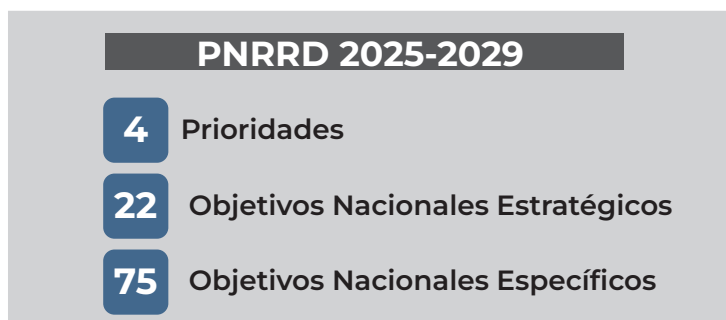 PNRRD 2025-2029
4 Prioridades
22 Objetivos Nacionales Estratégicos
75 Objetivos Nacionales Específicos